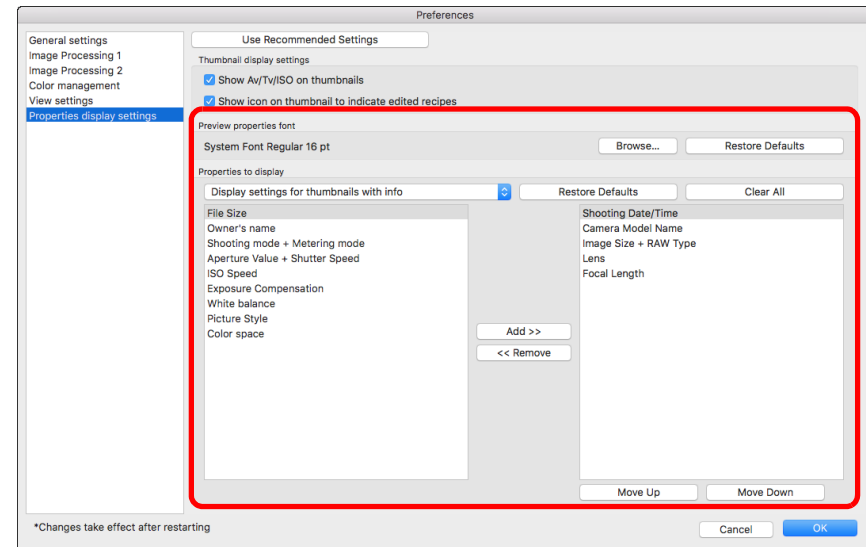 Preferences
General settings
Image Processing 1
Image Processing 2
Color management
View settings
Properties display settings
Use Recommended Settings
Thumbnail display settings
Show Av/Tv/ISO on thumbnails
Show icon on thumbnail to indicate edited recipes
Preview properties font
System Font Regular 16 pt
Browse...
Restore Defaults
Properties to display
Display settings for thumbnails with info
Restore Defaults
Clear All
File Size
Owner's name
Shooting mode + Metering mode
Aperture Value + Shutter Speed
ISO Speed
Exposure Compensation
White balance
Picture Style
Color space
Add >>
<< Remove
Shooting Date/Time
Camera Model Name
Image Size + RAW Type
Lens
Focal Length
Move Up
Move Down
*Changes take effect after restarting
Cancel
OK